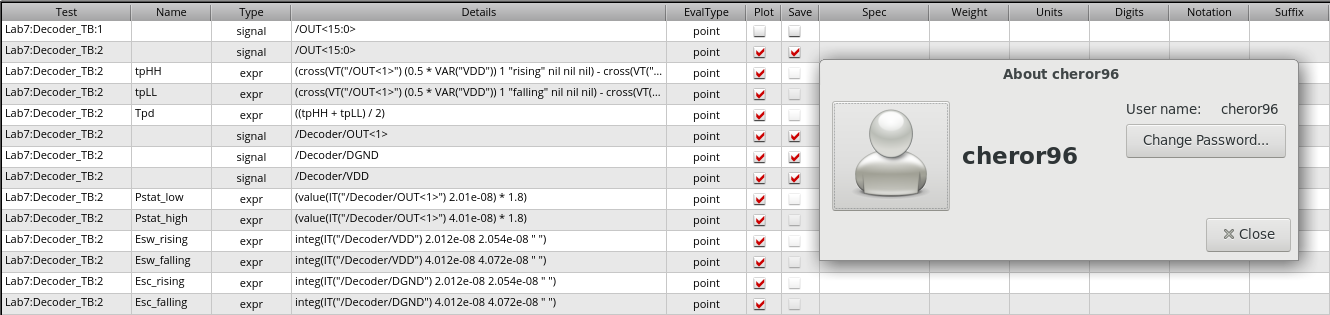 Test Name Type Details EvalType Plot Save Spec Weight Units Digits Notation Suffix
Lab7:Decoder_TB:1 signal /OUT<15:0> point
Lab7:Decoder_TB:2 signal /OUT<15:0> point
Lab7:Decoder_TB:2 tpHH expr (cross(VT("/OUT<1>") (0.5 * VAR("VDD")) 1 "rising" nil nil nil) - cross(VT("... point
Lab7:Decoder_TB:2 tpLL expr (cross(VT("/OUT<1>") (0.5 * VAR("VDD")) 1 "falling" nil nil nil) - cross(VT(... point
Lab7:Decoder_TB:2 Tpd expr ((tpHH + tpLL) / 2) point
Lab7:Decoder_TB:2 signal /Decoder/OUT<1> point
Lab7:Decoder_TB:2 signal /Decoder/DGND point
Lab7:Decoder_TB:2 signal /Decoder/VDD point
Lab7:Decoder_TB:2 Pstat_low expr (value(IT("/Decoder/OUT<1>") 2.01e-08) * 1.8) point
Lab7:Decoder_TB:2 Pstat_high expr (value(IT("/Decoder/OUT<1>") 4.01e-08) * 1.8) point
Lab7:Decoder_TB:2 Esw_rising expr integ(IT("/Decoder/VDD") 2.012e-08 2.054e-08 " ") point
Lab7:Decoder_TB:2 Esw_falling expr integ(IT("/Decoder/VDD") 4.012e-08 4.072e-08 " ") point
Lab7:Decoder_TB:2 Esc_rising expr integ(IT("/Decoder/DGND") 2.012e-08 2.054e-08 " ") point
Lab7:Decoder_TB:2 Esc_falling expr integ(IT("/Decoder/DGND") 4.012e-08 4.072e-08 " ") point
About cheror96
User name: cheror96
Change Password...
cheror96
Close